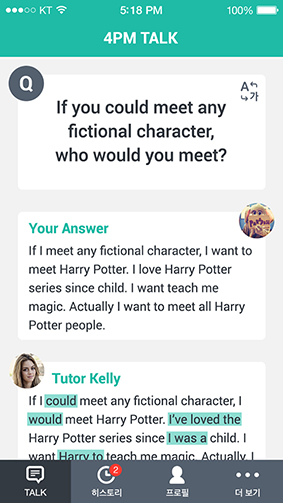 KT 5:18 PM 100%
4PM TALK
Q
A가
If you could meet any
fictional character,
who would you meet?
Your Answer
If I meet any fictional character, I want to
meet Harry Potter. I love Harry Potter
series since child. I want teach me
magic. Actually I want to meet all Harry
Potter people.
Tutor Kelly
If I could meet any fictional character, I
would meet Harry Potter. I've loved the
Harry Potter series since I was a child. I
want Harry to teach me magic. Actually, I
TALK
2
히스토리
프로필
더 보기